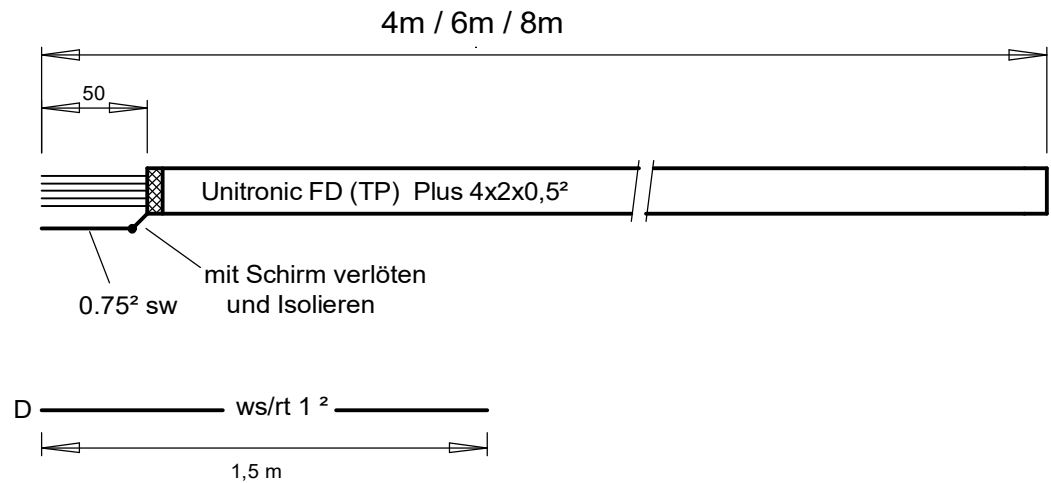 4m / 6m / 8m
50
Unitronic FD (TP) Plus 4x2x0,5²
mit Schirm verlöten
und Isolieren
0.75² sw
D
ws/rt 1 ²
1,5 m